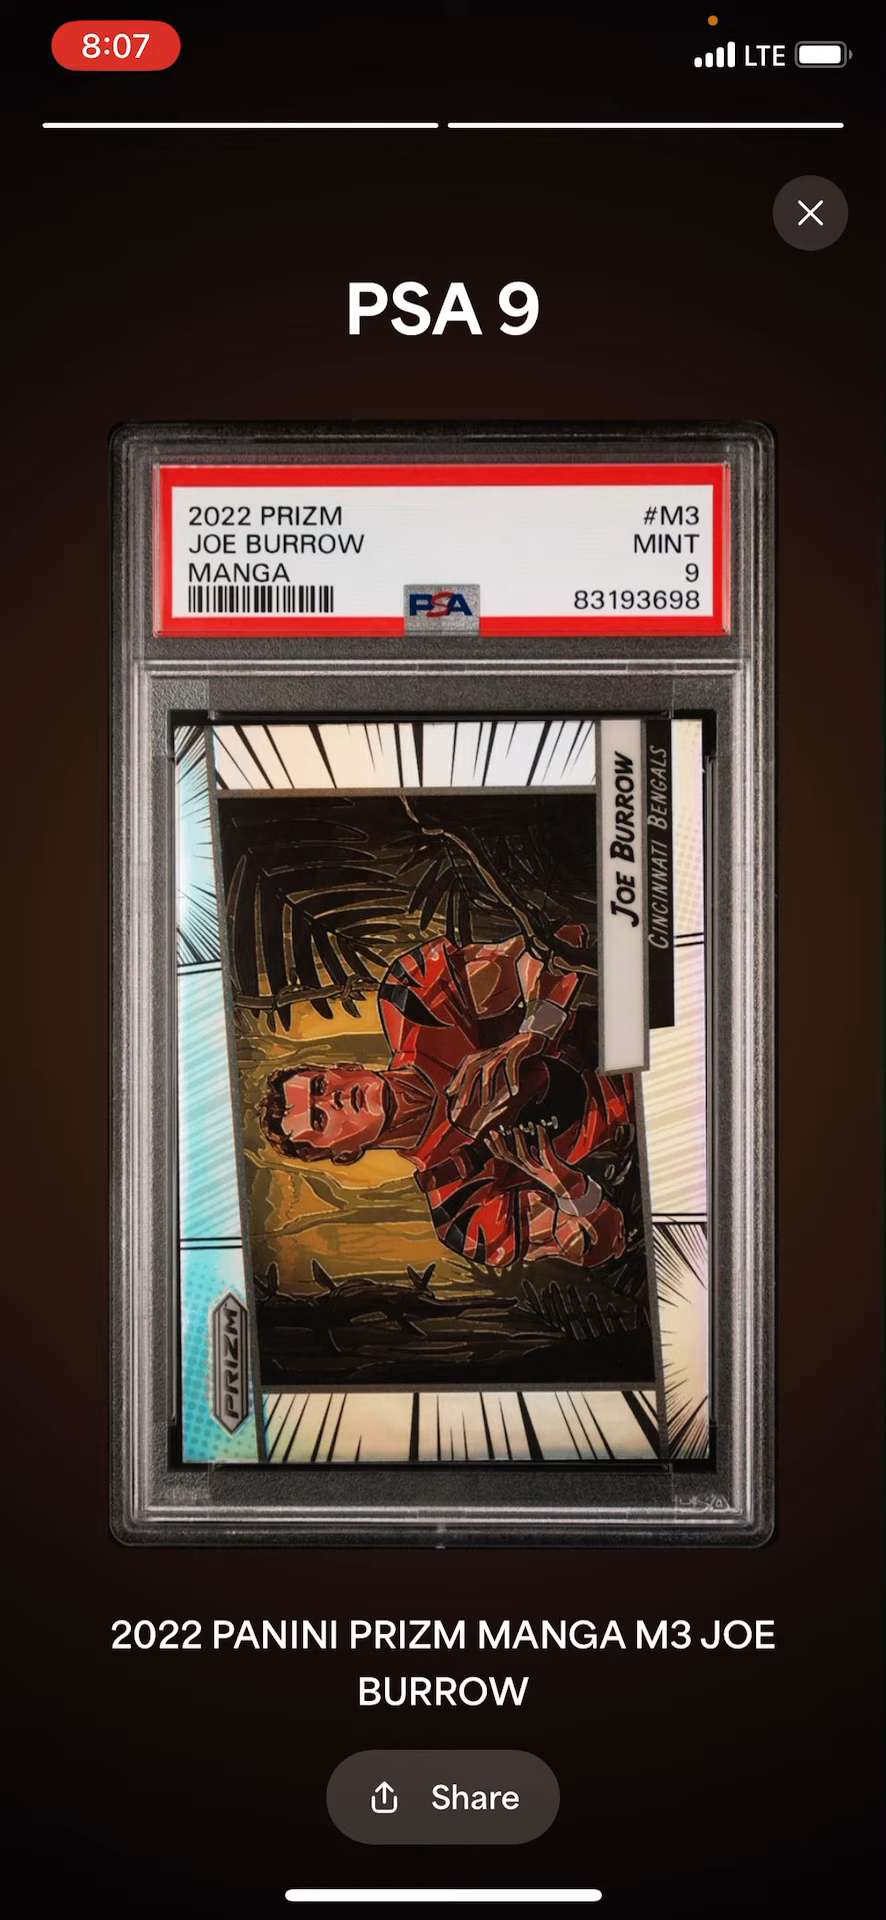 8:07
LTE
PSA 9
2022 PRIZM #M3
JOE BURROW MINT
MANGA 9
PSA 83193698
JOE BURROW
CINCINNATI BENGALS
PRIZM
2022 PANINI PRIZM MANGA M3 JOE
BURROW
Share